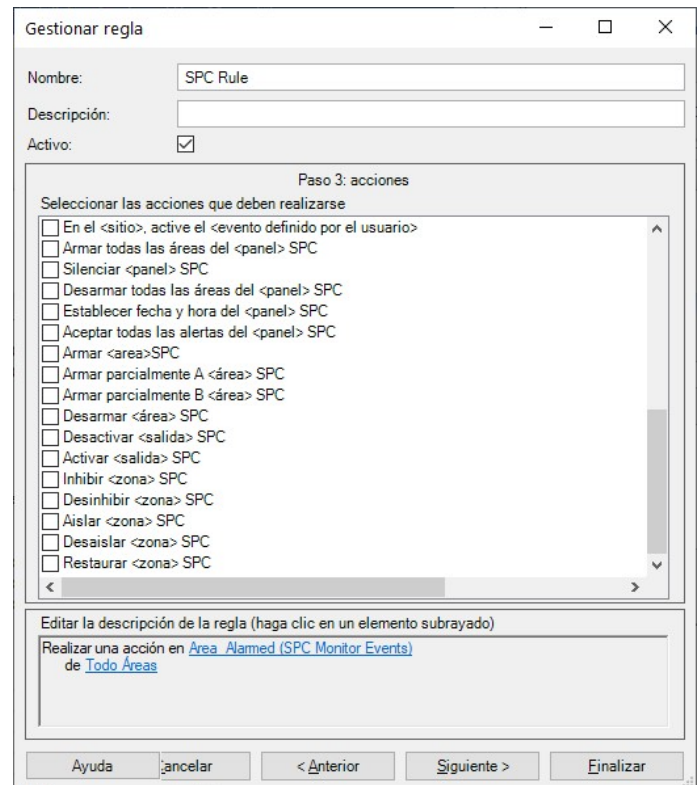 Gestionar regla
Nombre: SPC Rule
Descripción:
Activo:
Paso 3: acciones
Seleccionar las acciones que deben realizarse
En el <sitio>, active el <evento definido por el usuario>
Armar todas las áreas del <panel> SPC
Silenciar <panel> SPC
Desarmar todas las áreas del <panel> SPC
Establecer fecha y hora del <panel> SPC
Aceptar todas las alertas del <panel> SPC
Armar <area>SPC
Armar parcialmente A <área> SPC
Armar parcialmente B <área> SPC
Desarmar <área> SPC
Desactivar <salida> SPC
Activar <salida> SPC
Inhibir <zona> SPC
Desinhibir <zona> SPC
Aislar <zona> SPC
Desaislar <zona> SPC
Restaurar <zona> SPC
Editar la descripción de la regla (haga clic en un elemento subrayado)
Realizar una acción en Area Alarmed (SPC Monitor Events)
de Todo Áreas
Ayuda Cancelar < Anterior Siguiente > Finalizar